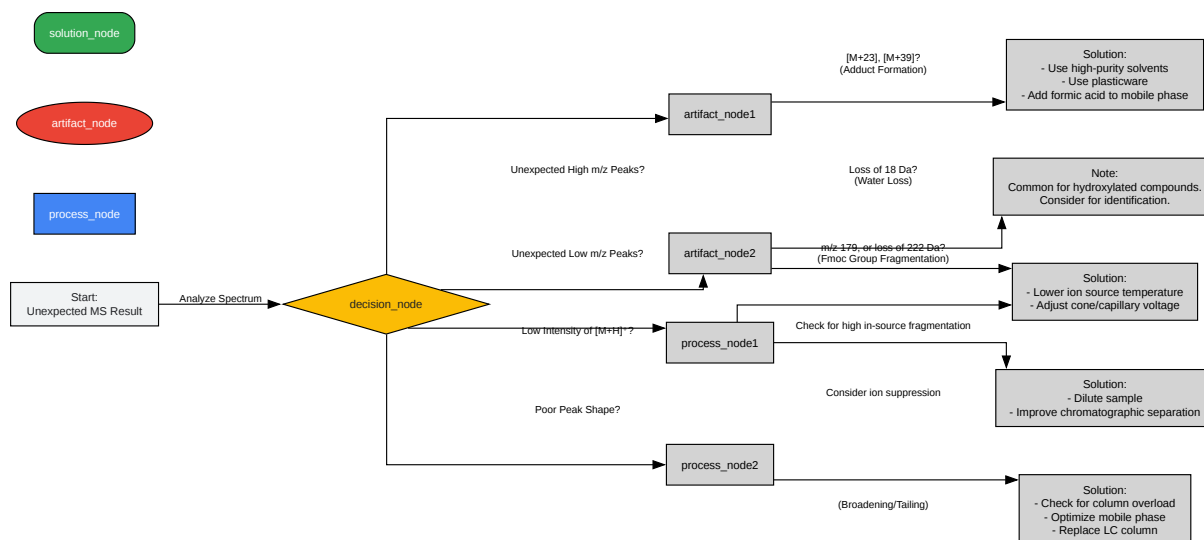 solution_node
artifact_node
process_node
Start:
Unexpected MS Result
Analyze Spectrum
decision_node
Unexpected High m/z Peaks?
Unexpected Low m/z Peaks?
Low Intensity of [M+H]⁺?
Poor Peak Shape?
artifact_node1
artifact_node2
process_node1
process_node2
[M+23], [M+39]?
(Adduct Formation)
Loss of 18 Da?
(Water Loss)
m/z 179, or loss of 222 Da?
(Fmoc Group Fragmentation)
Check for high in-source fragmentation
Consider ion suppression
(Broadening/Tailing)
Solution:
- Use high-purity solvents
- Use plasticware
- Add formic acid to mobile phase
Note:
Common for hydroxylated compounds.
Consider for identification.
Solution:
- Lower ion source temperature
- Adjust cone/capillary voltage
Solution:
- Dilute sample
- Improve chromatographic separation
Solution:
- Check for column overload
- Optimize mobile phase
- Replace LC column